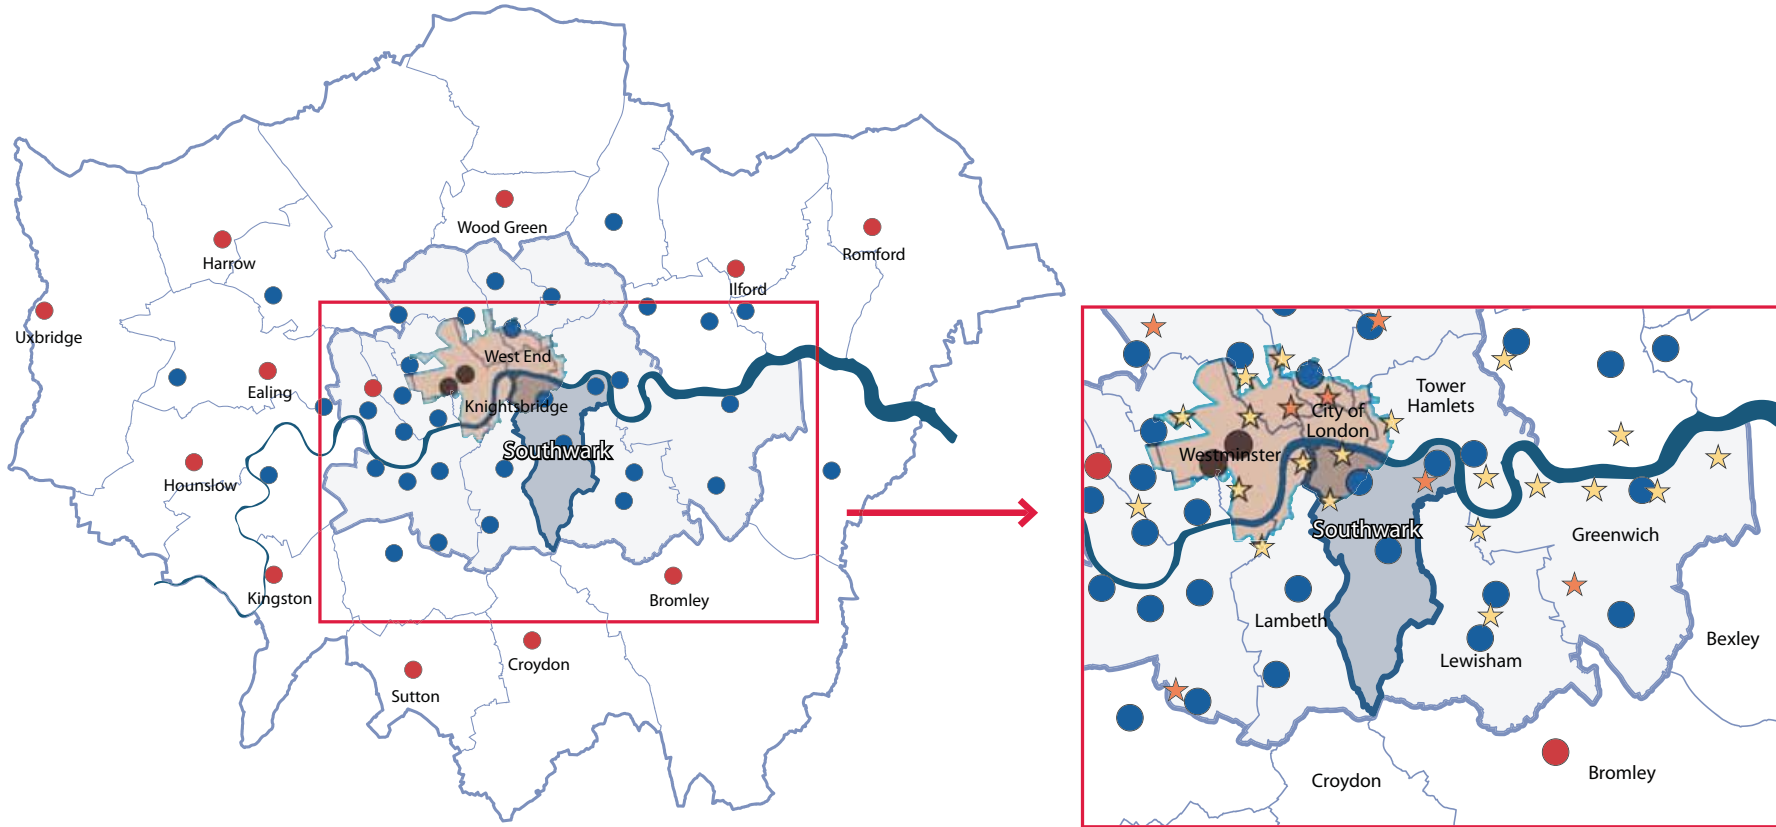 Wood Green
Harrow
Romford
Ilford
Uxbridge
West End
Ealing
Knightsbridge
Southwark
Hounslow
Kingston
Bromley
Croydon
Sutton
Tower
Hamlets
City of
London
Westminster
Southwark
Greenwich
Lambeth
Bexley
Lewisham
Bromley
Croydon